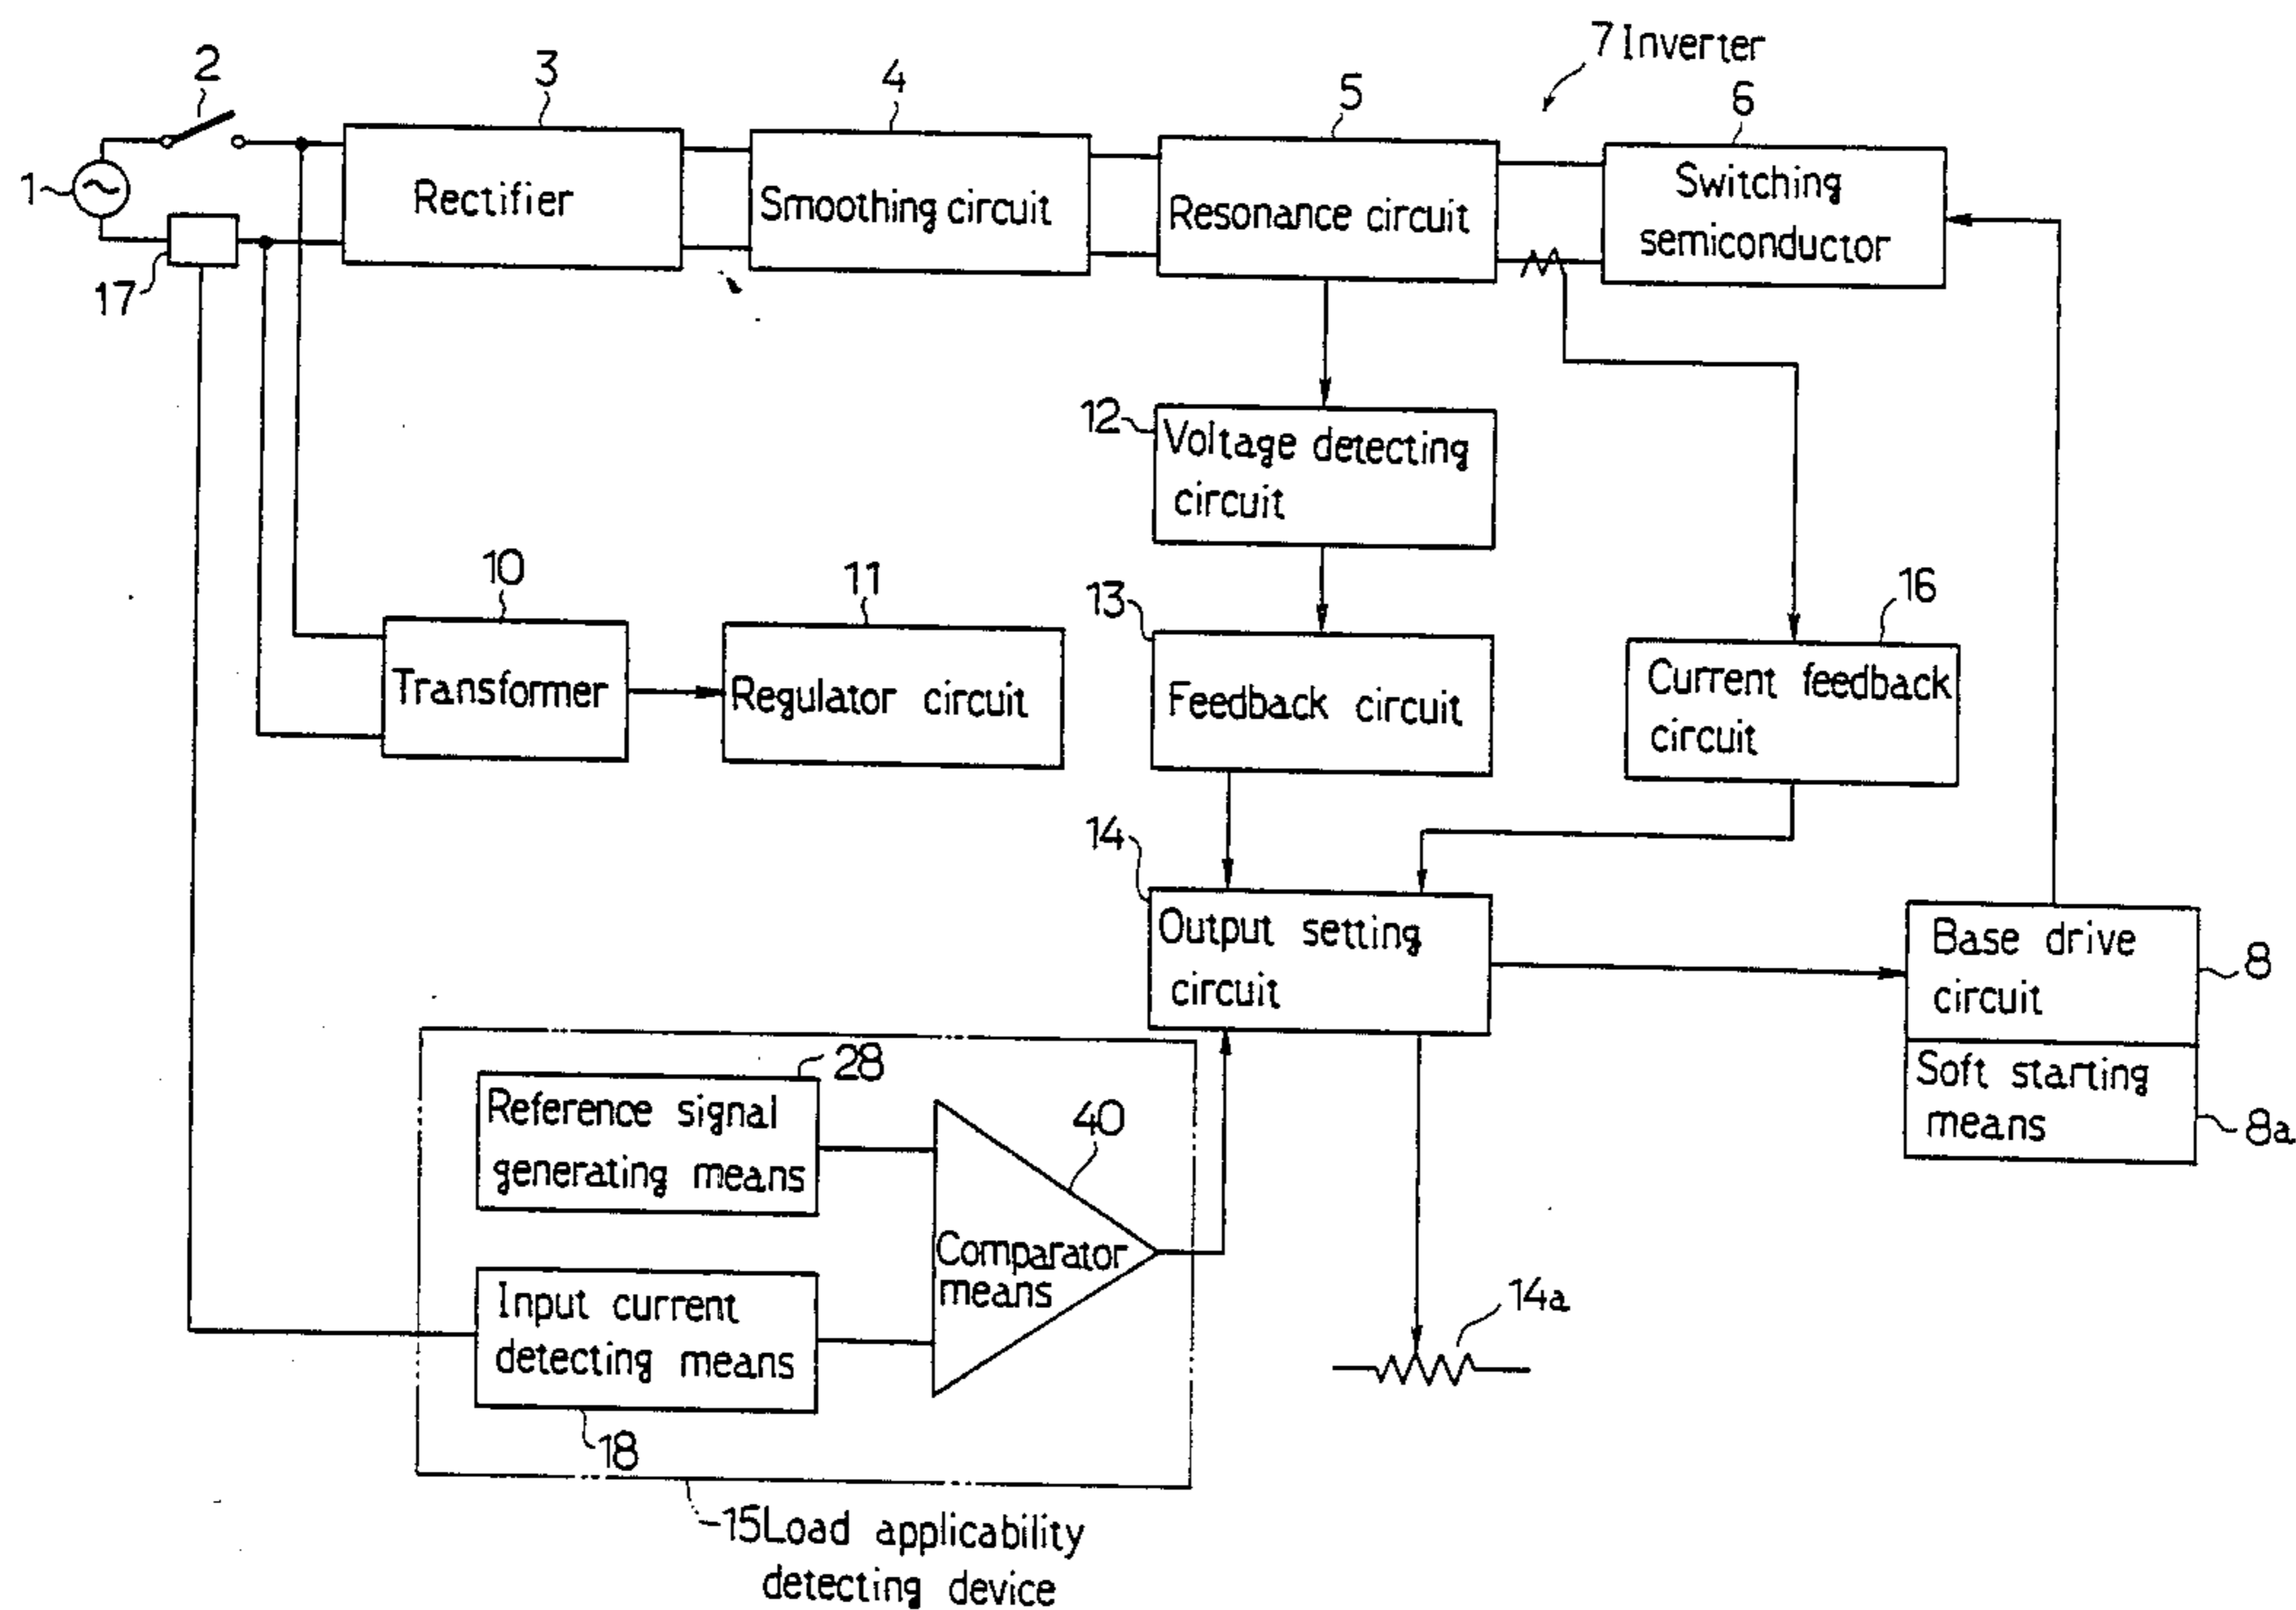 7 Inverter
2
3
4
5
6
1
Rectifier
Smoothing circuit
Resonance circuit
Switching
semiconductor
17
12
Voltage detecting
circuit
10
11
13
16
Transformer
Regulator circuit
Feedback circuit
Current feedback
circuit
14
Output setting
circuit
Base drive
circuit
8
28
Reference signal
generating means
40
Soft starting
means
8a
Comparator
means
Input current
detecting means
14a
18
15 Load applicability
detecting device